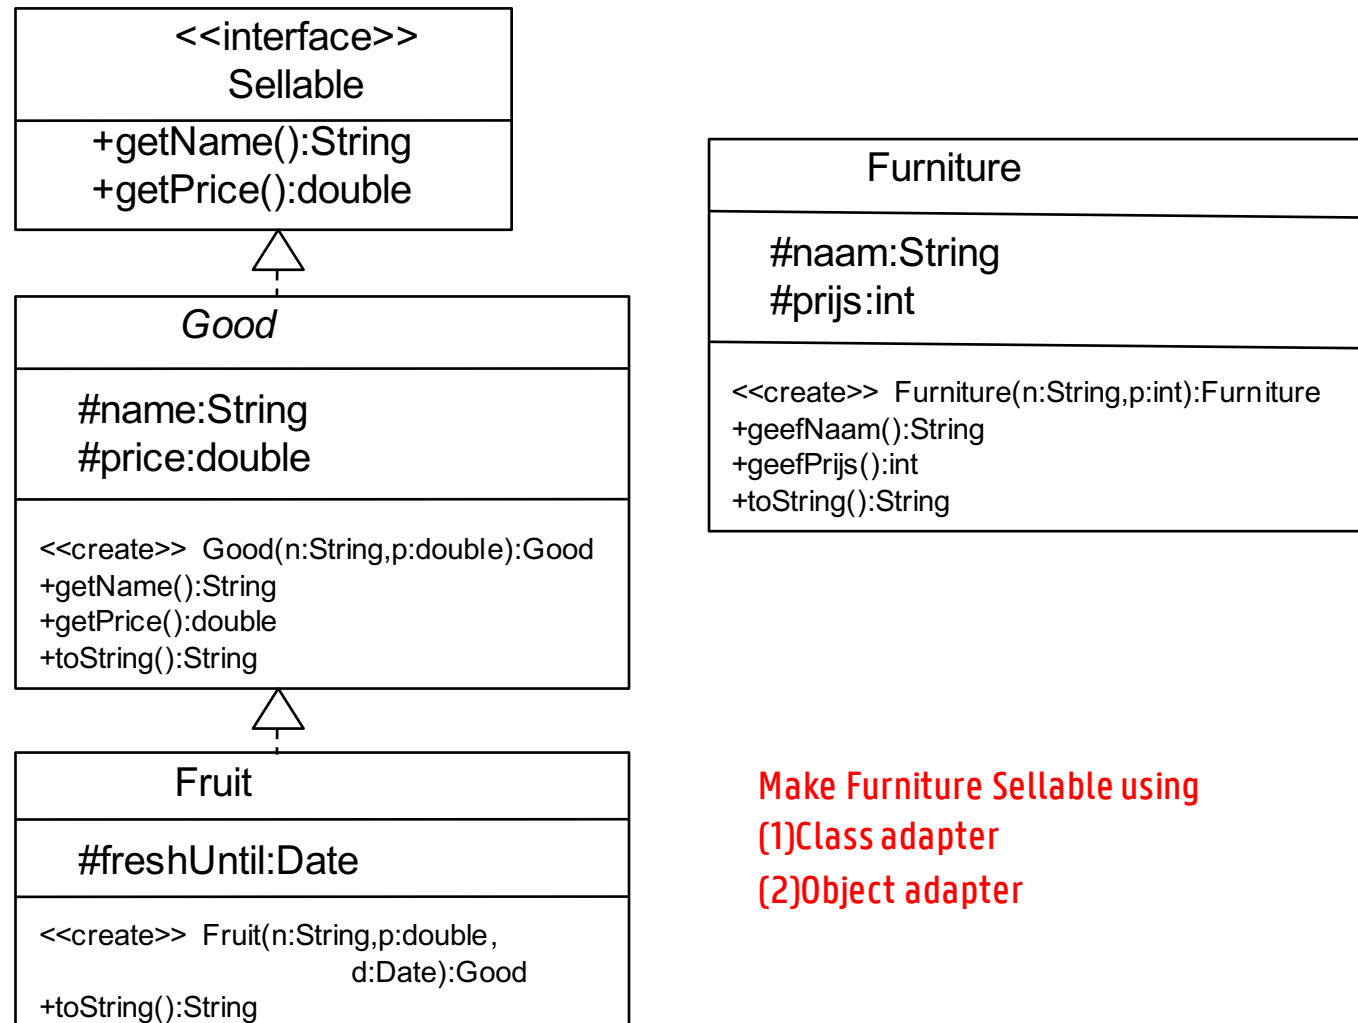 <<interface>>
Sellable
+getName():String
+getPrice():double
Good
#name:String
#price:double
<<create>> Good(n:String,p:double):Good
+getName():String
+getPrice():double
+toString():String
Fruit
#freshUntil:Date
<<create>> Fruit(n:String,p:double,
d:Date):Good
+toString():String
Furniture
#naam:String
#prijs:int
<<create>> Furniture(n:String,p:int):Furniture
+geefNaam():String
+geefPrijs():int
+toString():String
Make Furniture Sellable using
(1)Class adapter
(2)Object adapter